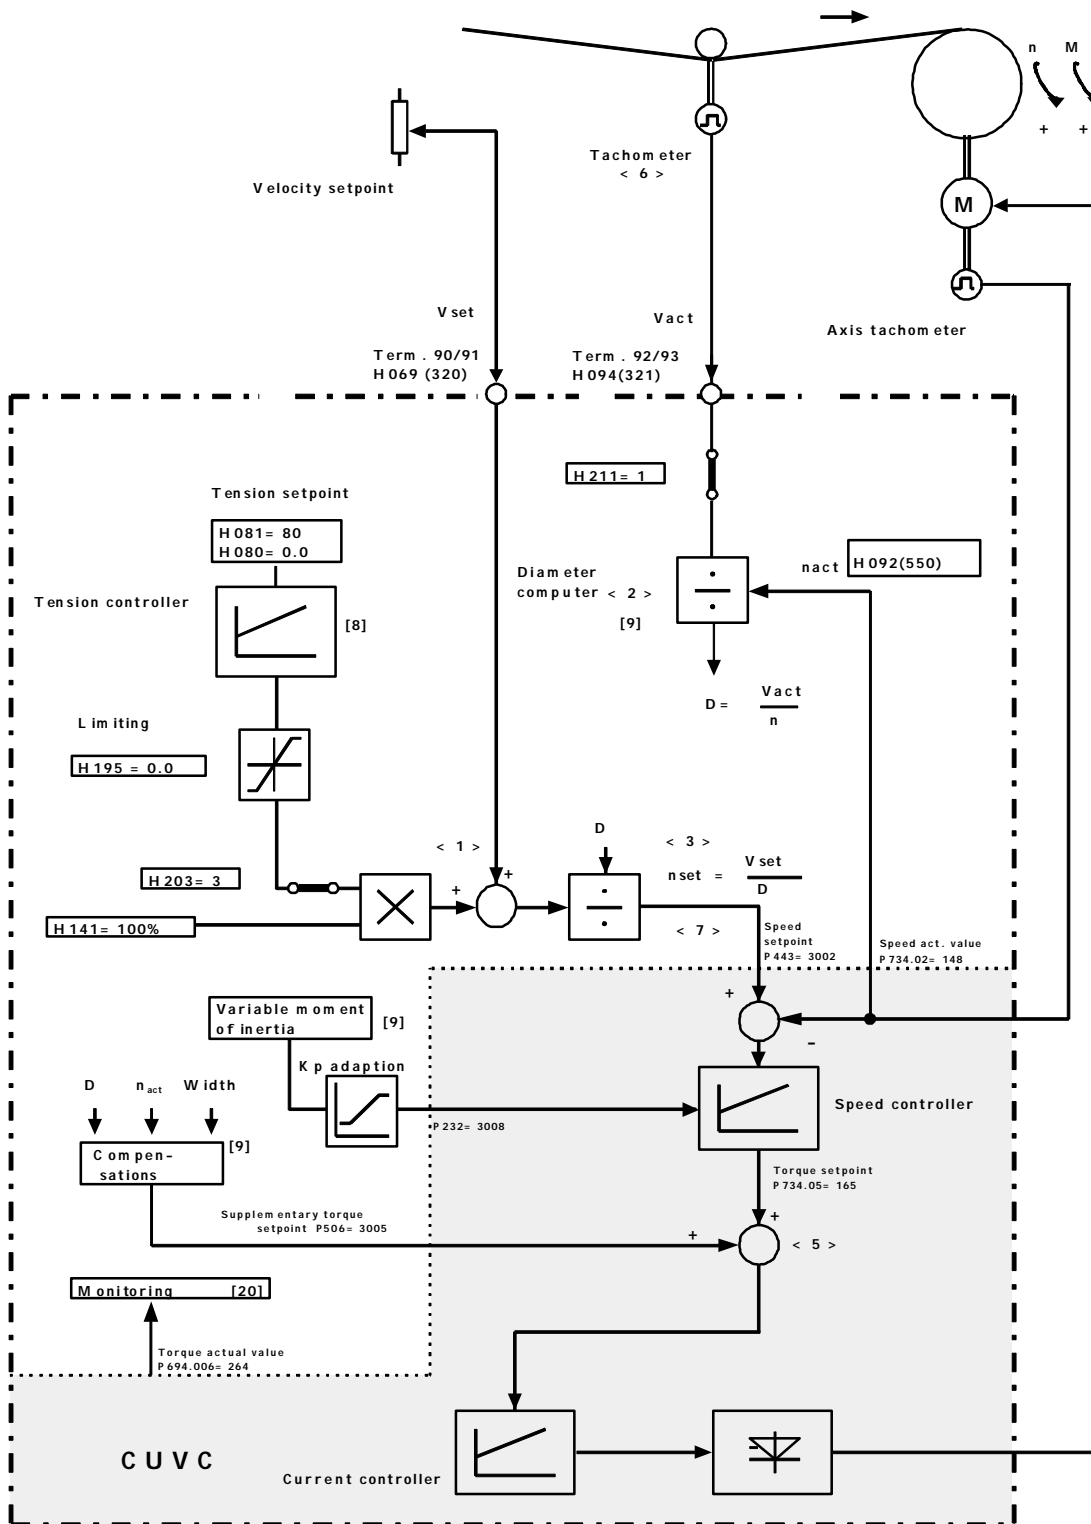 n M
+ +
Tachometer
< 6 >
Velocity setpoint
M
Vset
Vact
Axis tachometer
Term. 90/91
H069 (320)
Term. 92/93
H094(321)
H211= 1
Tension setpoint
H081= 80
H080= 0.0
Diameter
computer < 2 >
[9]
nact
H092(550)
Tension controller
[8]
D= Vact
n
Limiting
H195 = 0.0
D
< 1 >
< 3 >
+
nset = Vset
D
H203= 3
+
H141= 100%
< 7 >
Speed
setpoint
P443= 3002
Speed act. value
P734.02= 148
+
-
Variable moment
of inertia
[9]
Kp adaption
P232= 3008
Speed controller
D nact Width
Compen-
sations
[9]
Torque setpoint
P734.05= 165
Supplementary torque
setpoint P506= 3005
+
+
< 5 >
Monitoring [20]
Torque actual value
P694.006= 264
CUVC
Current controller